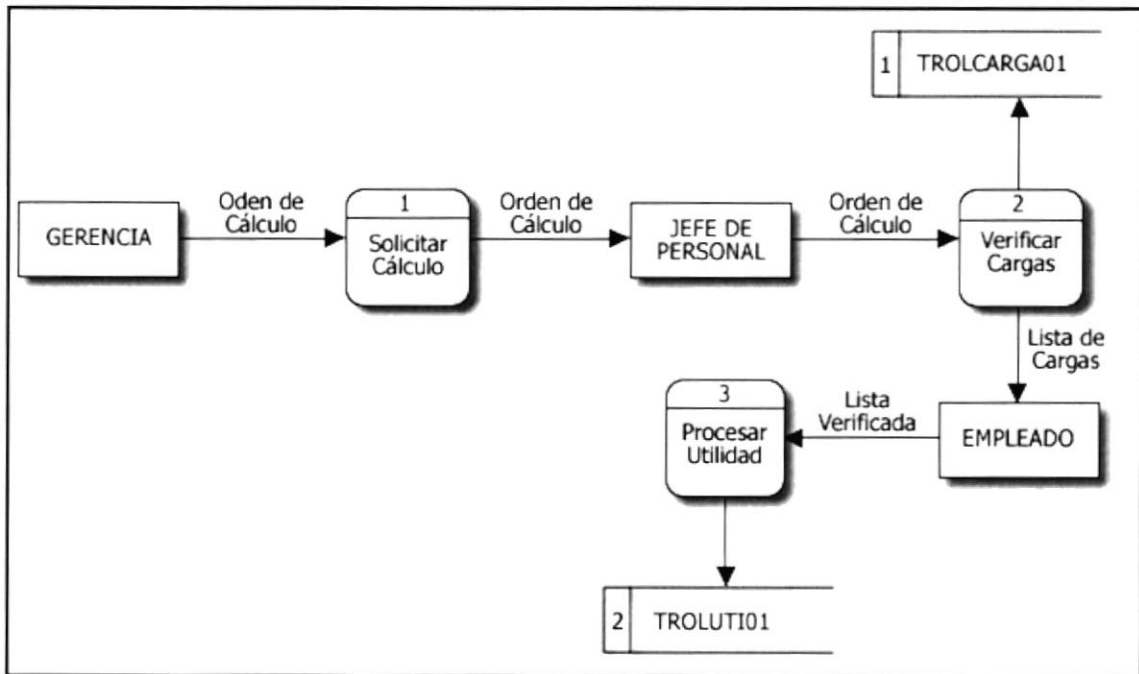 1 TROLCARGA01
Oden de
Cálculo
Orden de
Cálculo
Orden de
Cálculo
GERENCIA
1
Solicitar
Cálculo
JEFE DE
PERSONAL
2
Verificar
Cargas
Lista de
Cargas
3
Procesar
Utilidad
Lista
Verificada
EMPLEADO
2 TROLUTI01